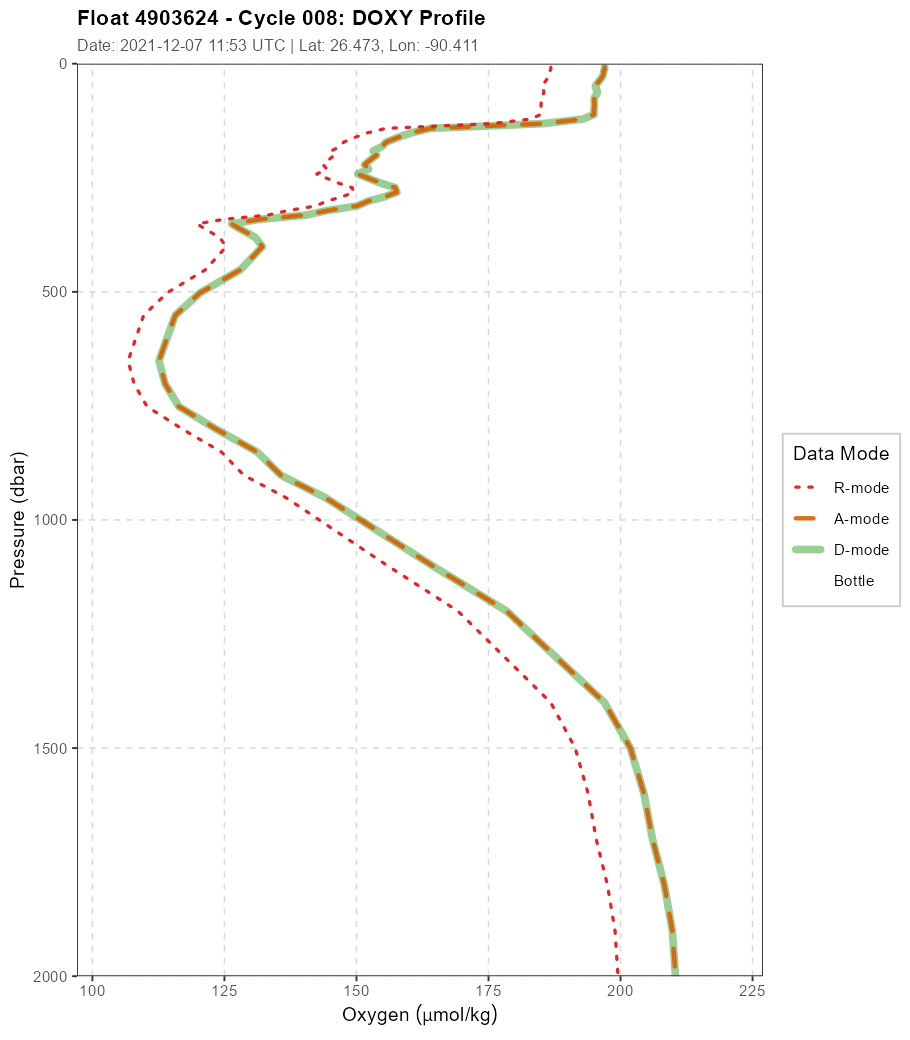 Float 4903624 - Cycle 008: DOXY Profile
Date: 2021-12-07 11:53 UTC | Lat: 26.473, Lon: -90.411
0
500
1000
1500
2000
Pressure (dbar)
100 125 150 175 200 225
Oxygen (μmol/kg)
Data Mode
R-mode
A-mode
D-mode
Bottle